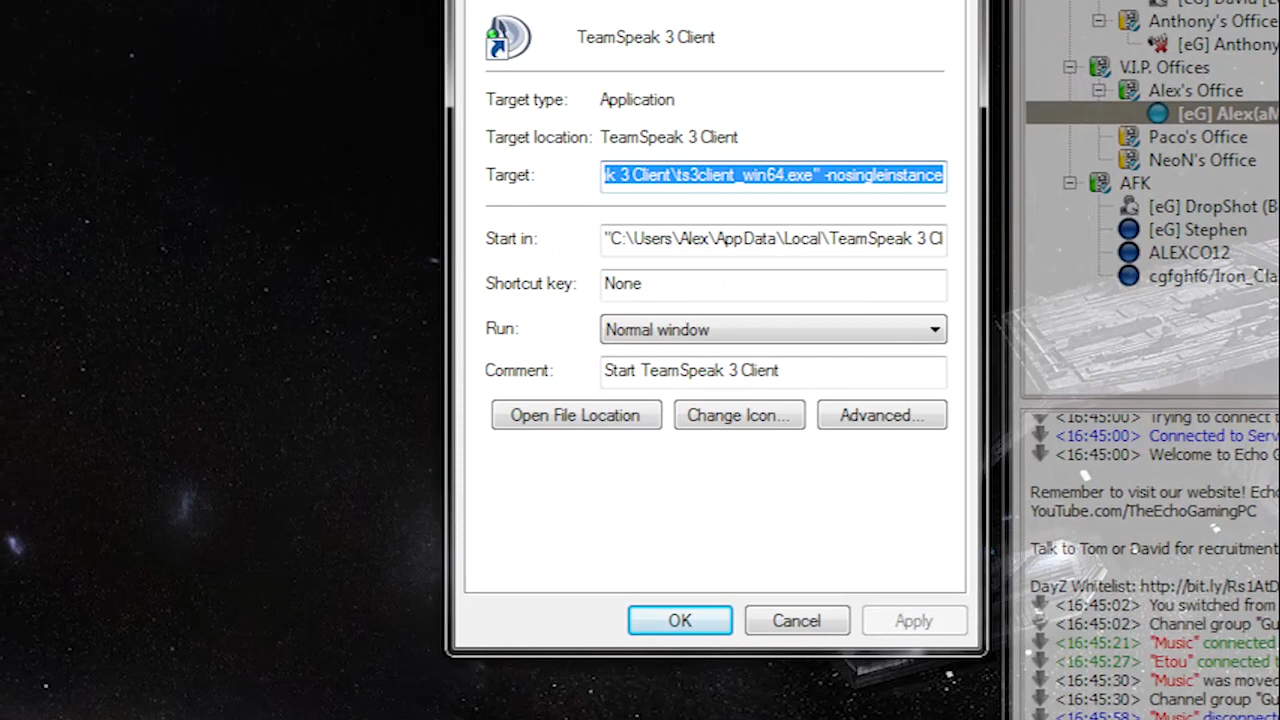 TeamSpeak 3 Client
Target type: Application
Target location: TeamSpeak 3 Client
Target: k 3 Client\ts3client_win64.exe" -nosingleinstance
Start in: "C:\Users\Alex\AppData\Local\TeamSpeak 3 Cl
Shortcut key: None
Run: Normal window
Comment: Start TeamSpeak 3 Client
Open File Location Change Icon... Advanced...
OK Cancel Apply
[eG] David [E
Anthony's Office
[eG] Anthony
V.I.P. Offices
Alex's Office
[eG] Alex(aM
Paco's Office
NeoN's Office
AFK
[eG] DropShot (B
[eG] Stephen
ALEXCO12
cgfghf6/Iron_Cla
<16:45:00> Trying to connect t
<16:45:00> Connected to Serv
<16:45:00> Welcome to Echo G
Remember to visit our website! Echo
YouTube.com/TheEchoGamingPC
Talk to Tom or David for recruitment
DayZ Whitelist: http://bit.ly/Rs1AtD
<16:45:02> You switched from
<16:45:02> Channel group "Gu
<16:45:21> "Music" connected
<16:45:27> "Etou" connected t
<16:45:30> "Music" was moved
<16:45:30> Channel group "Gu
<16:45:58> "Music" disconnec